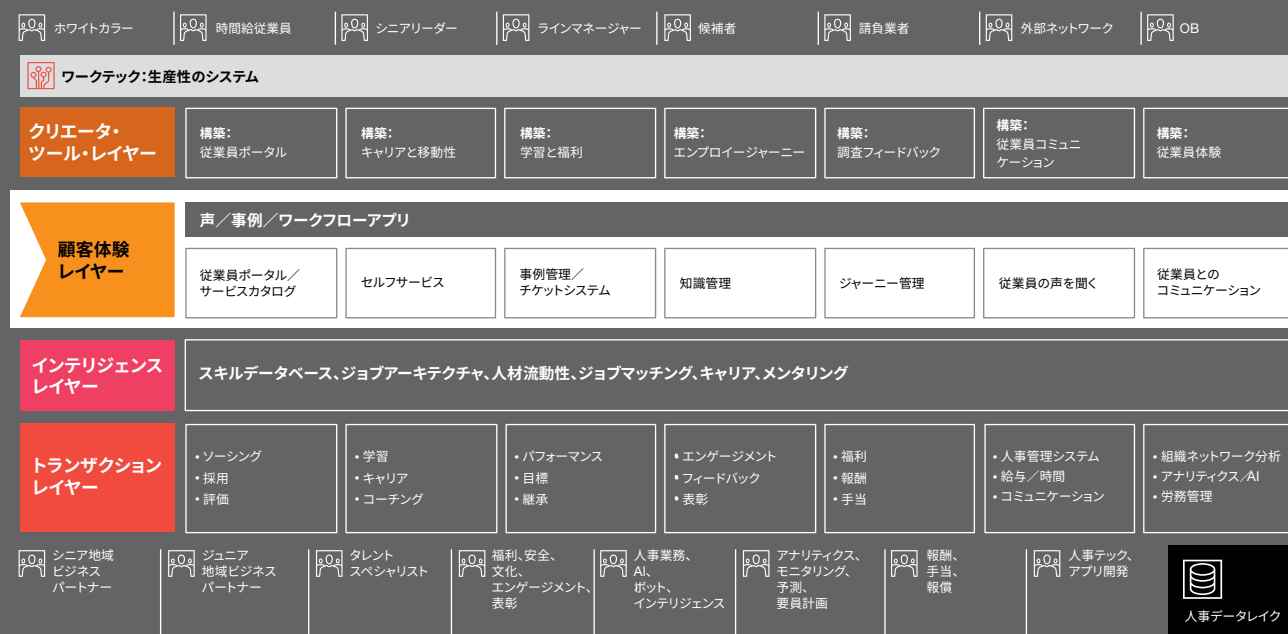 ホワイトカラー
時間給従業員
シニアリーダー
ラインマネージャー
候補者
請負業者
外部ネットワーク
OB
ワークテック：生産性のシステム
クリエータ・
ツール・レイヤー
構築：
従業員ポータル
構築：
キャリアと移動性
構築：
学習と福利
構築：
エンプロイージャーニー
構築：
調査フィードバック
構築：
従業員コミュニ
ケーション
構築：
従業員体験
顧客体験
レイヤー
声／事例／ワークフローアプリ
従業員ポータル／
サービスカタログ
セルフサービス
事例管理／
チケットシステム
知識管理
ジャーニー管理
従業員の声を聞く
従業員との
コミュニケーション
インテリジェンス
レイヤー
スキルデータベース、ジョブアーキテクチャ、人材流動性、ジョブマッチング、キャリア、メンタリング
トランザクション
レイヤー
・ソーシング
・採用
・評価
・学習
・キャリア
・コーチング
・パフォーマンス
・目標
・継承
・エンゲージメント
・フィードバック
・表彰
・福利
・報酬
・手当
・人事管理システム
・給与／時間
・コミュニケーション
・組織ネットワーク分析
・アナリティクス／AI
・労務管理
シニア地域
ビジネス
パートナー
ジュニア
地域ビジネス
パートナー
タレント
スペシャリスト
福利、安全、
文化、
エンゲージメント、
表彰
人事業務、
AI、
ボット、
インテリジェンス
アナリティクス、
モニタリング、
予測、
要員計画
報酬、
手当、
報償
人事テック、
アプリ開発
人事データレイク